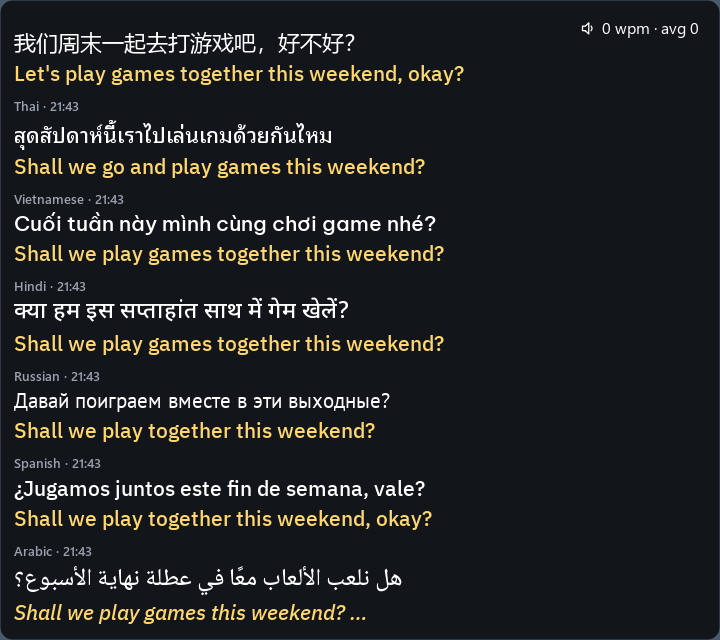 0 wpm · avg 0
我们周末一起去打游戏吧，好不好？
Let's play games together this weekend, okay?
Thai · 21:43
สุดสัปดาห์นี้เราไปเล่นเกมด้วยกันไหม
Shall we go and play games this weekend?
Vietnamese · 21:43
Cuối tuần này mình cùng chơi game nhé?
Shall we play games together this weekend?
Hindi · 21:43
क्या हम इस सप्ताहांत साथ में गेम खेलें?
Shall we play games together this weekend?
Russian · 21:43
Давай поиграем вместе в эти выходные?
Shall we play together this weekend?
Spanish · 21:43
¿Jugamos juntos este fin de semana, vale?
Shall we play together this weekend, okay?
Arabic · 21:43
هل نلعب الألعاب معًا في عطلة نهاية الأسبوع؟
Shall we play games this weekend? ...